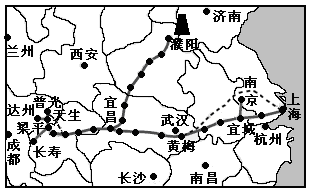 济南
濮阳
兰州
西安
南京
上海
达州
普光
天生
宜昌
武汉
梁平
宜城
杭州
黄梅
成都
长寿
长沙
南昌